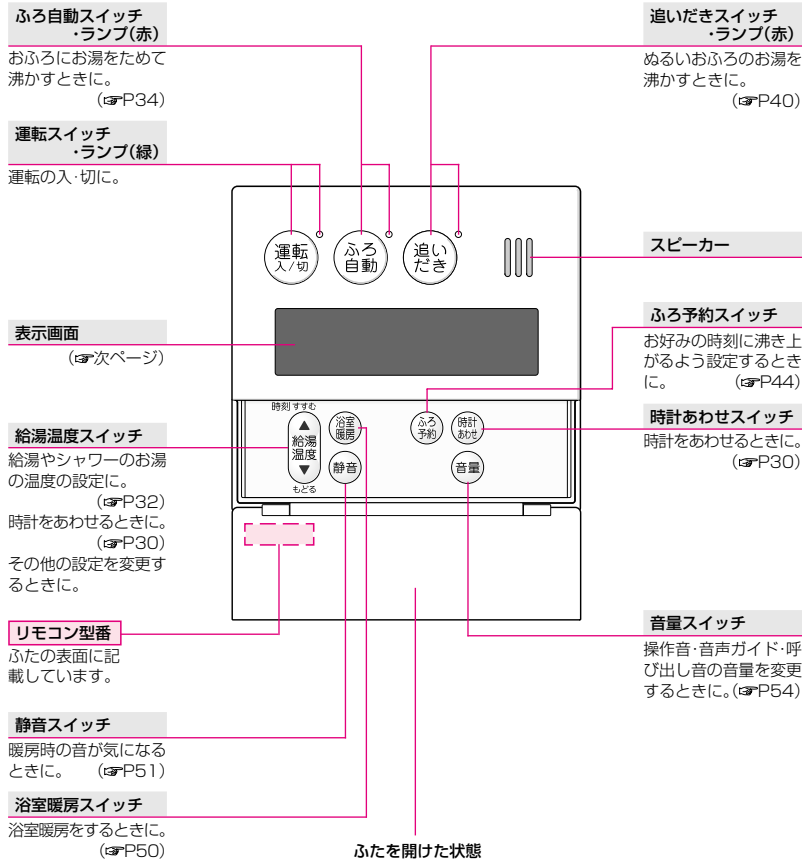 ふろ自動スイッチ
・ランプ(赤)
おふろにお湯をためて
沸かすときに。
(☞P34)
運転スイッチ
・ランプ(緑)
運転の入・切に。
表示画面
(☞次ページ)
給湯温度スイッチ
給湯やシャワーのお湯
の温度の設定に。
(☞P32)
時計をあわせるときに。
(☞P30)
その他の設定を変更す
るときに。
リモコン型番
ふたの表面に記
載しています。
静音スイッチ
暖房時の音が気になる
ときに。 (☞P51)
浴室暖房スイッチ
浴室暖房をするときに。
(☞P50)
運転
入/切
ふろ
自動
追い
だき
時刻 すすむ
▲
給湯
温度
▼
もどる
浴室
暖房
静音
ふろ
予約
時計
あわせ
音量
ふたを開けた状態
追いだきスイッチ
・ランプ(赤)
ぬるいおふろのお湯を
沸かすときに。
(☞P40)
スピーカー
ふろ予約スイッチ
お好みの時刻に沸き上
がるよう設定するとき
に。 (☞P44)
時計あわせスイッチ
時計をあわせるときに。
(☞P30)
音量スイッチ
操作音・音声ガイド・呼
び出し音の音量を変更
するときに。(☞P54)